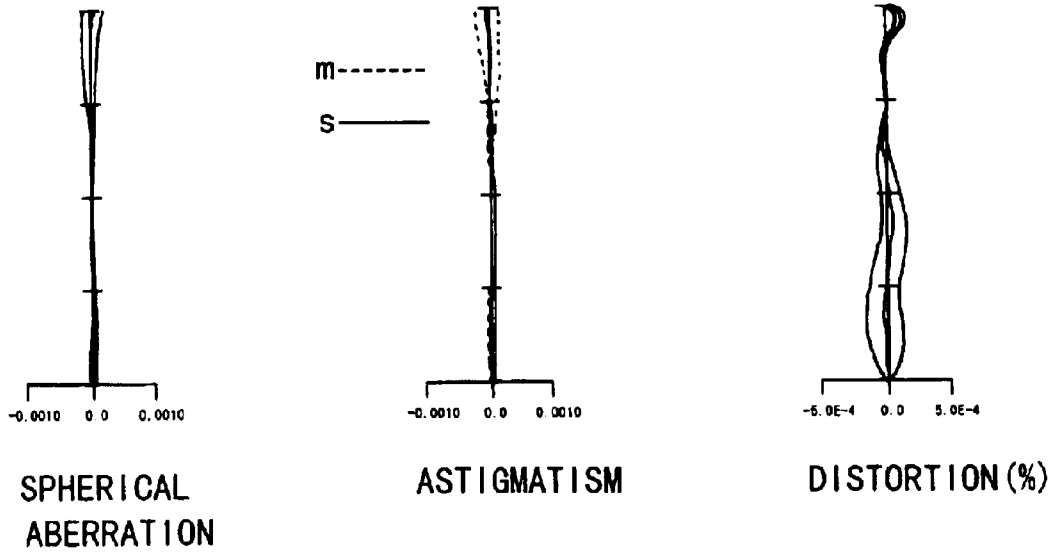 m
s
-0.0010 0.0 0.0010
-0.0010 0.0 0.0010
-5.0E-4 0.0 5.0E-4
SPHERICAL
ABERRATION
ASTIGMATISM
DISTORTION(%)